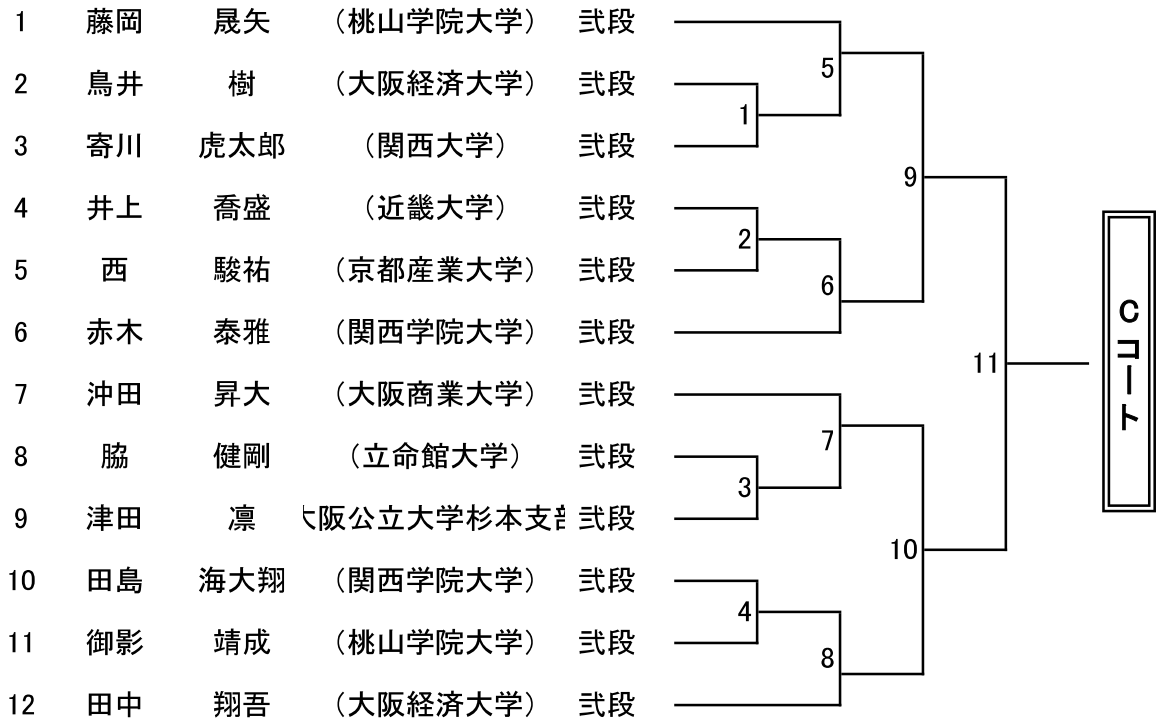 1 藤岡 晟矢 （桃山学院大学） 弐段
2 鳥井 樹 （大阪経済大学） 弐段
3 寄川 虎太郎 （関西大学） 弐段
4 井上 喬盛 （近畿大学） 弐段
5 西 駿祐 （京都産業大学） 弐段
6 赤木 泰雅 （関西学院大学） 弐段
7 沖田 昇大 （大阪商業大学） 弐段
8 脇 健剛 （立命館大学） 弐段
9 津田 凛 大阪公立大学杉本支部 弐段
10 田島 海大翔 （関西学院大学） 弐段
11 御影 靖成 （桃山学院大学） 弐段
12 田中 翔吾 （大阪経済大学） 弐段
1
2
3
4
5
6
7
8
9
10
11
Cコート